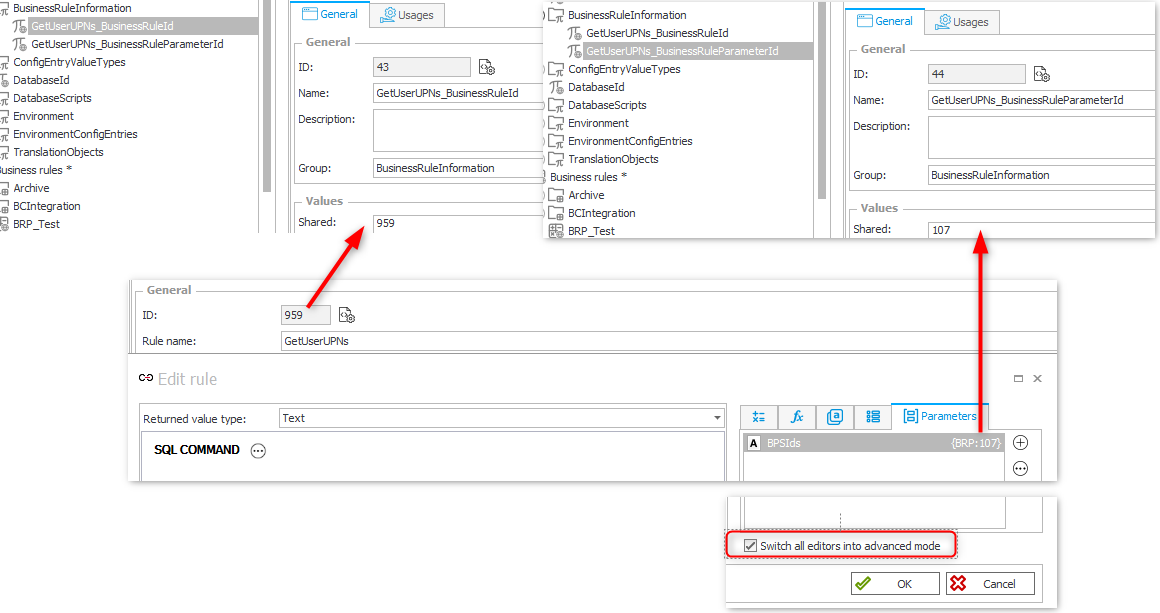 BusinessRuleInformation
GetUserUPNs_BusinessRuleId
GetUserUPNs_BusinessRuleParameterId
ConfigEntryValueTypes
DatabaseId
DatabaseScripts
Environment
EnvironmentConfigEntries
TranslationObjects
usiness rules *
Archive
BCIntegration
BRP_Test
General
Usages
General
ID:
43
Name:
GetUserUPNs_BusinessRuleId
Description:
Group:
BusinessRuleInformation
Values
Shared:
959
BusinessRuleInformation
GetUserUPNs_BusinessRuleId
GetUserUPNs_BusinessRuleParameterId
ConfigEntryValueTypes
DatabaseId
DatabaseScripts
Environment
EnvironmentConfigEntries
TranslationObjects
Business rules *
Archive
BCIntegration
BRP_Test
General
Usages
General
ID:
44
Name:
GetUserUPNs_BusinessRuleParameterId
Description:
Group:
BusinessRuleInformation
Values
Shared:
107
General
ID:
959
Rule name:
GetUserUPNs
Edit rule
Returned value type:
Text
SQL COMMAND
fx
Parameters
A BPSIds {BRP:107}
Switch all editors into advanced mode
OK
Cancel